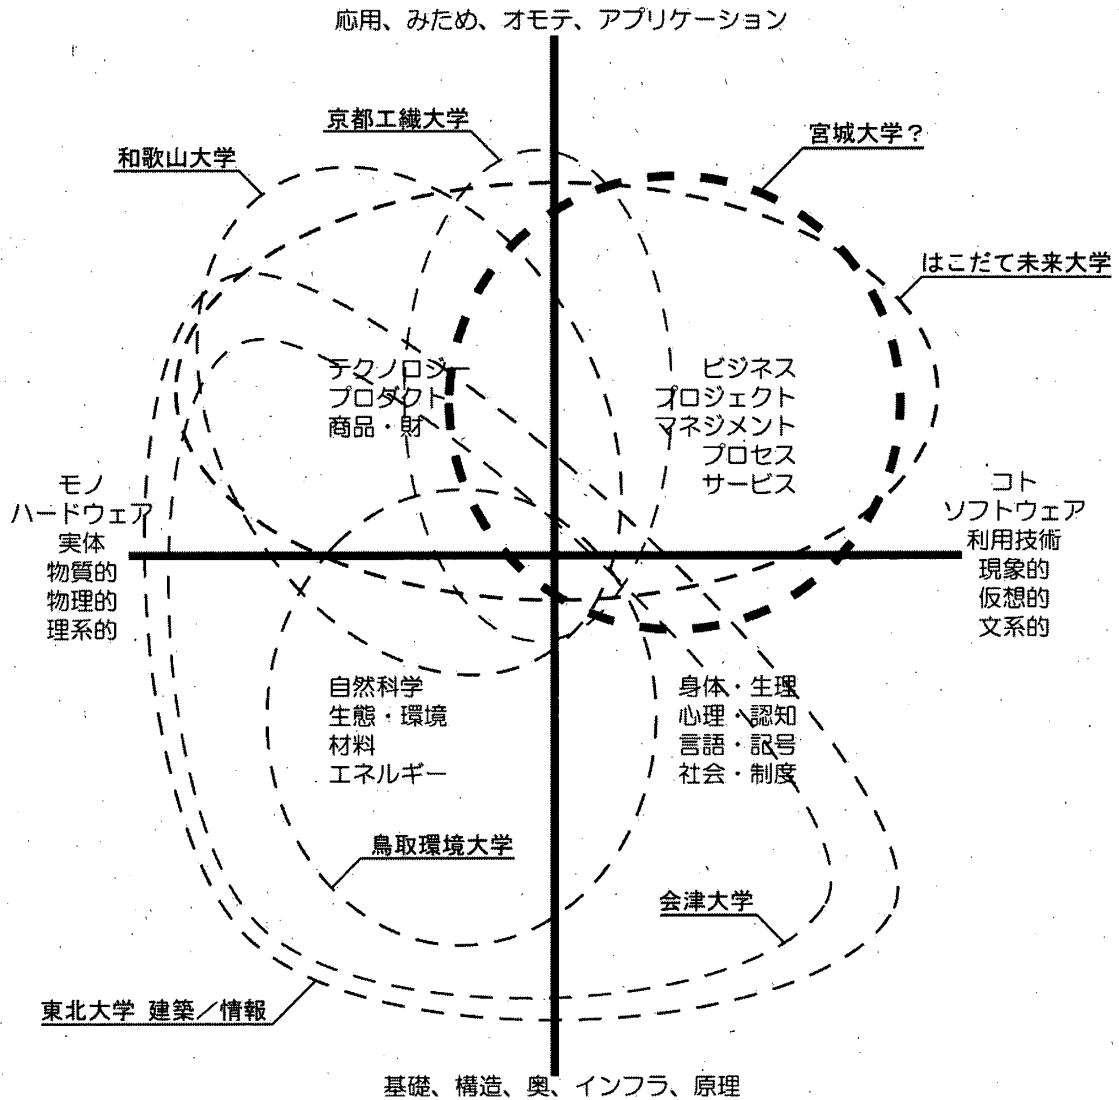 応用、みため、オモテ、アプリケーション
京都工繊大学
宮城大学?
和歌山大学
はこだて未来大学
テクノロジー
プロダクト
商品・財
ビジネス
プロジェクト
マネジメント
プロセス
サービス
モノ
ハードウェア
実体
物質的
物理的
理系的
コト
ソフトウェア
利用技術
現象的
仮想的
文系的
自然科学
生態・環境
材料
エネルギー
身体・生理
心理・認知
言語・記号
社会・制度
鳥取環境大学
会津大学
東北大学 建築/情報
基礎、構造、奥、インフラ、原理